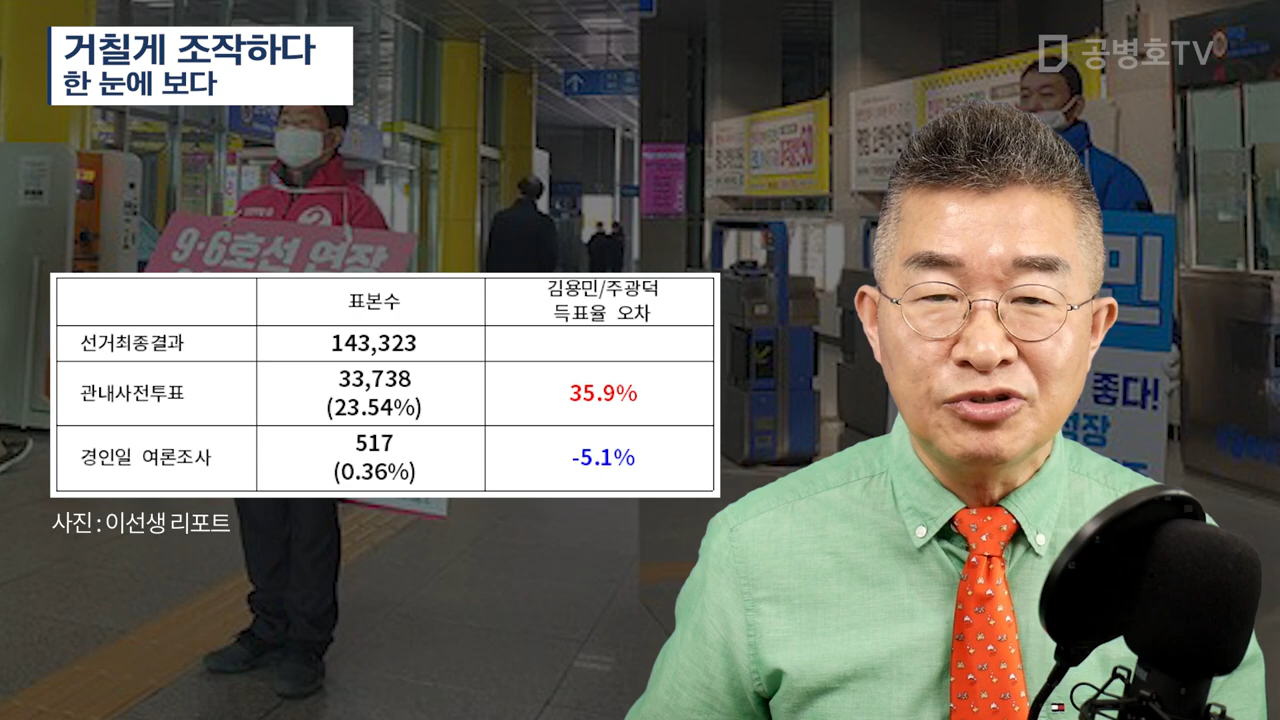 거칠게 조작하다
한 눈에 보다
공병호TV
9·6호선 연장
표본수
김용민/주광덕
득표율 오차
선거최종결과
143,323
관내사전투표
33,738
(23.54%)
35.9%
경인일 여론조사
517
(0.36%)
-5.1%
좋다!
사진 : 이선생 리포트